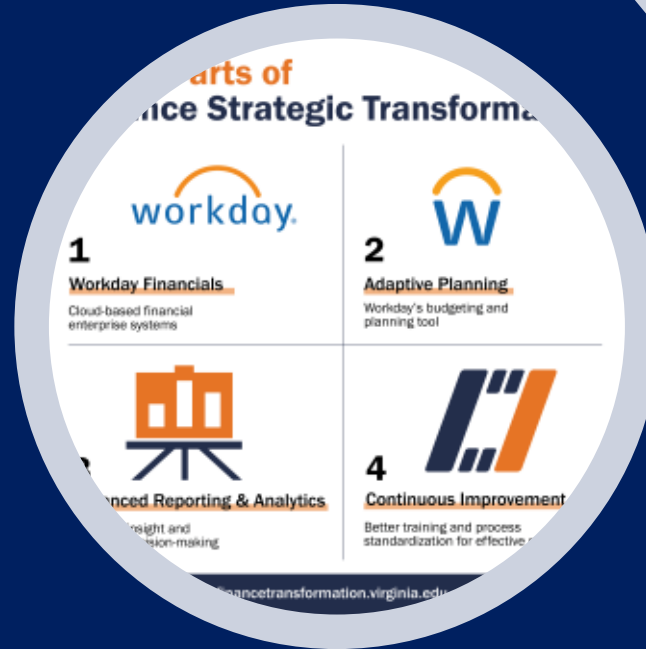 arts of
nce Strategic Transforma
workday.
W
1
2
Workday Financials
Adaptive Planning
Cloud-based financial
enterprise systems
Workday's budgeting and
planning tool
4
nced Reporting & Analytics
Continuous Improvement
sight and
sion-making
Better training and process
standardization for effective
nancetransformation.virginia.edu